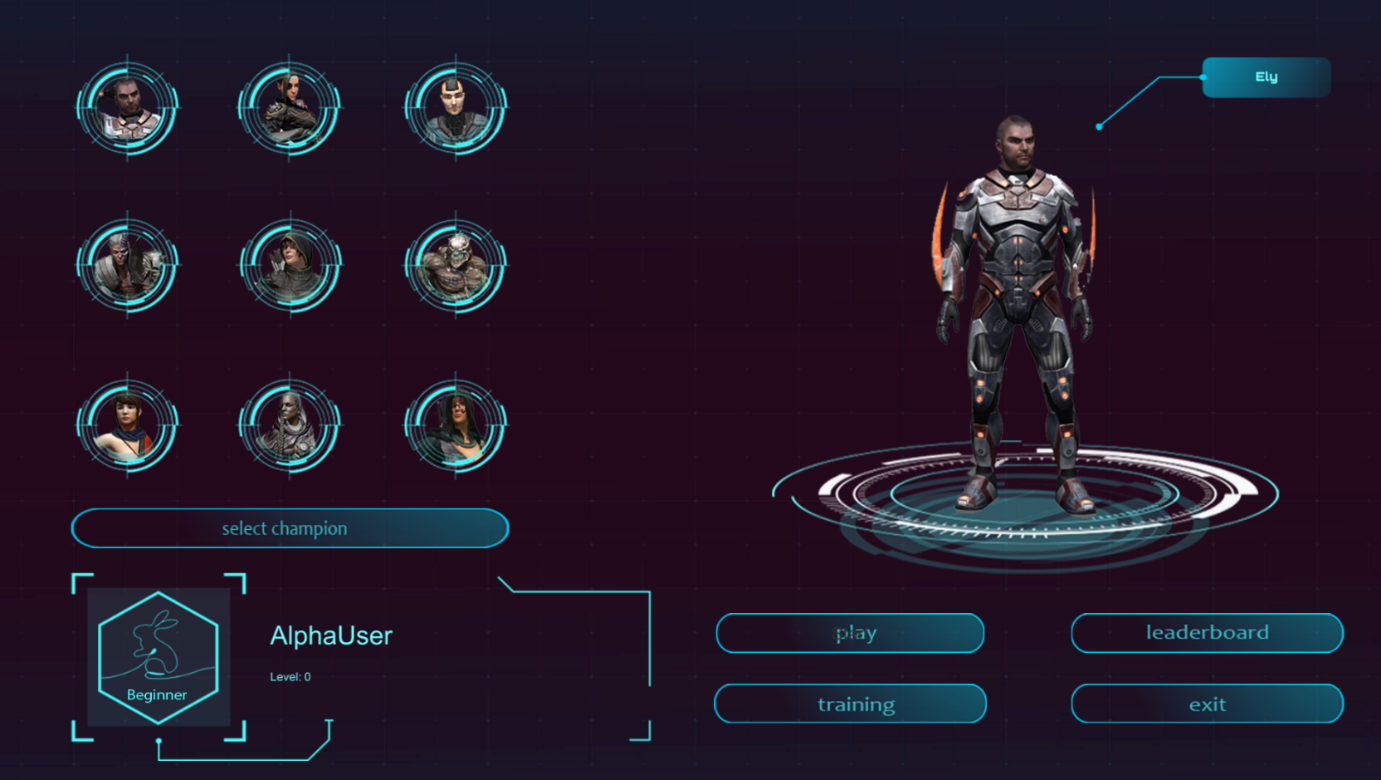 Ely
select champion
AlphaUser
Level: 0
Beginner
play
leaderboard
training
exit